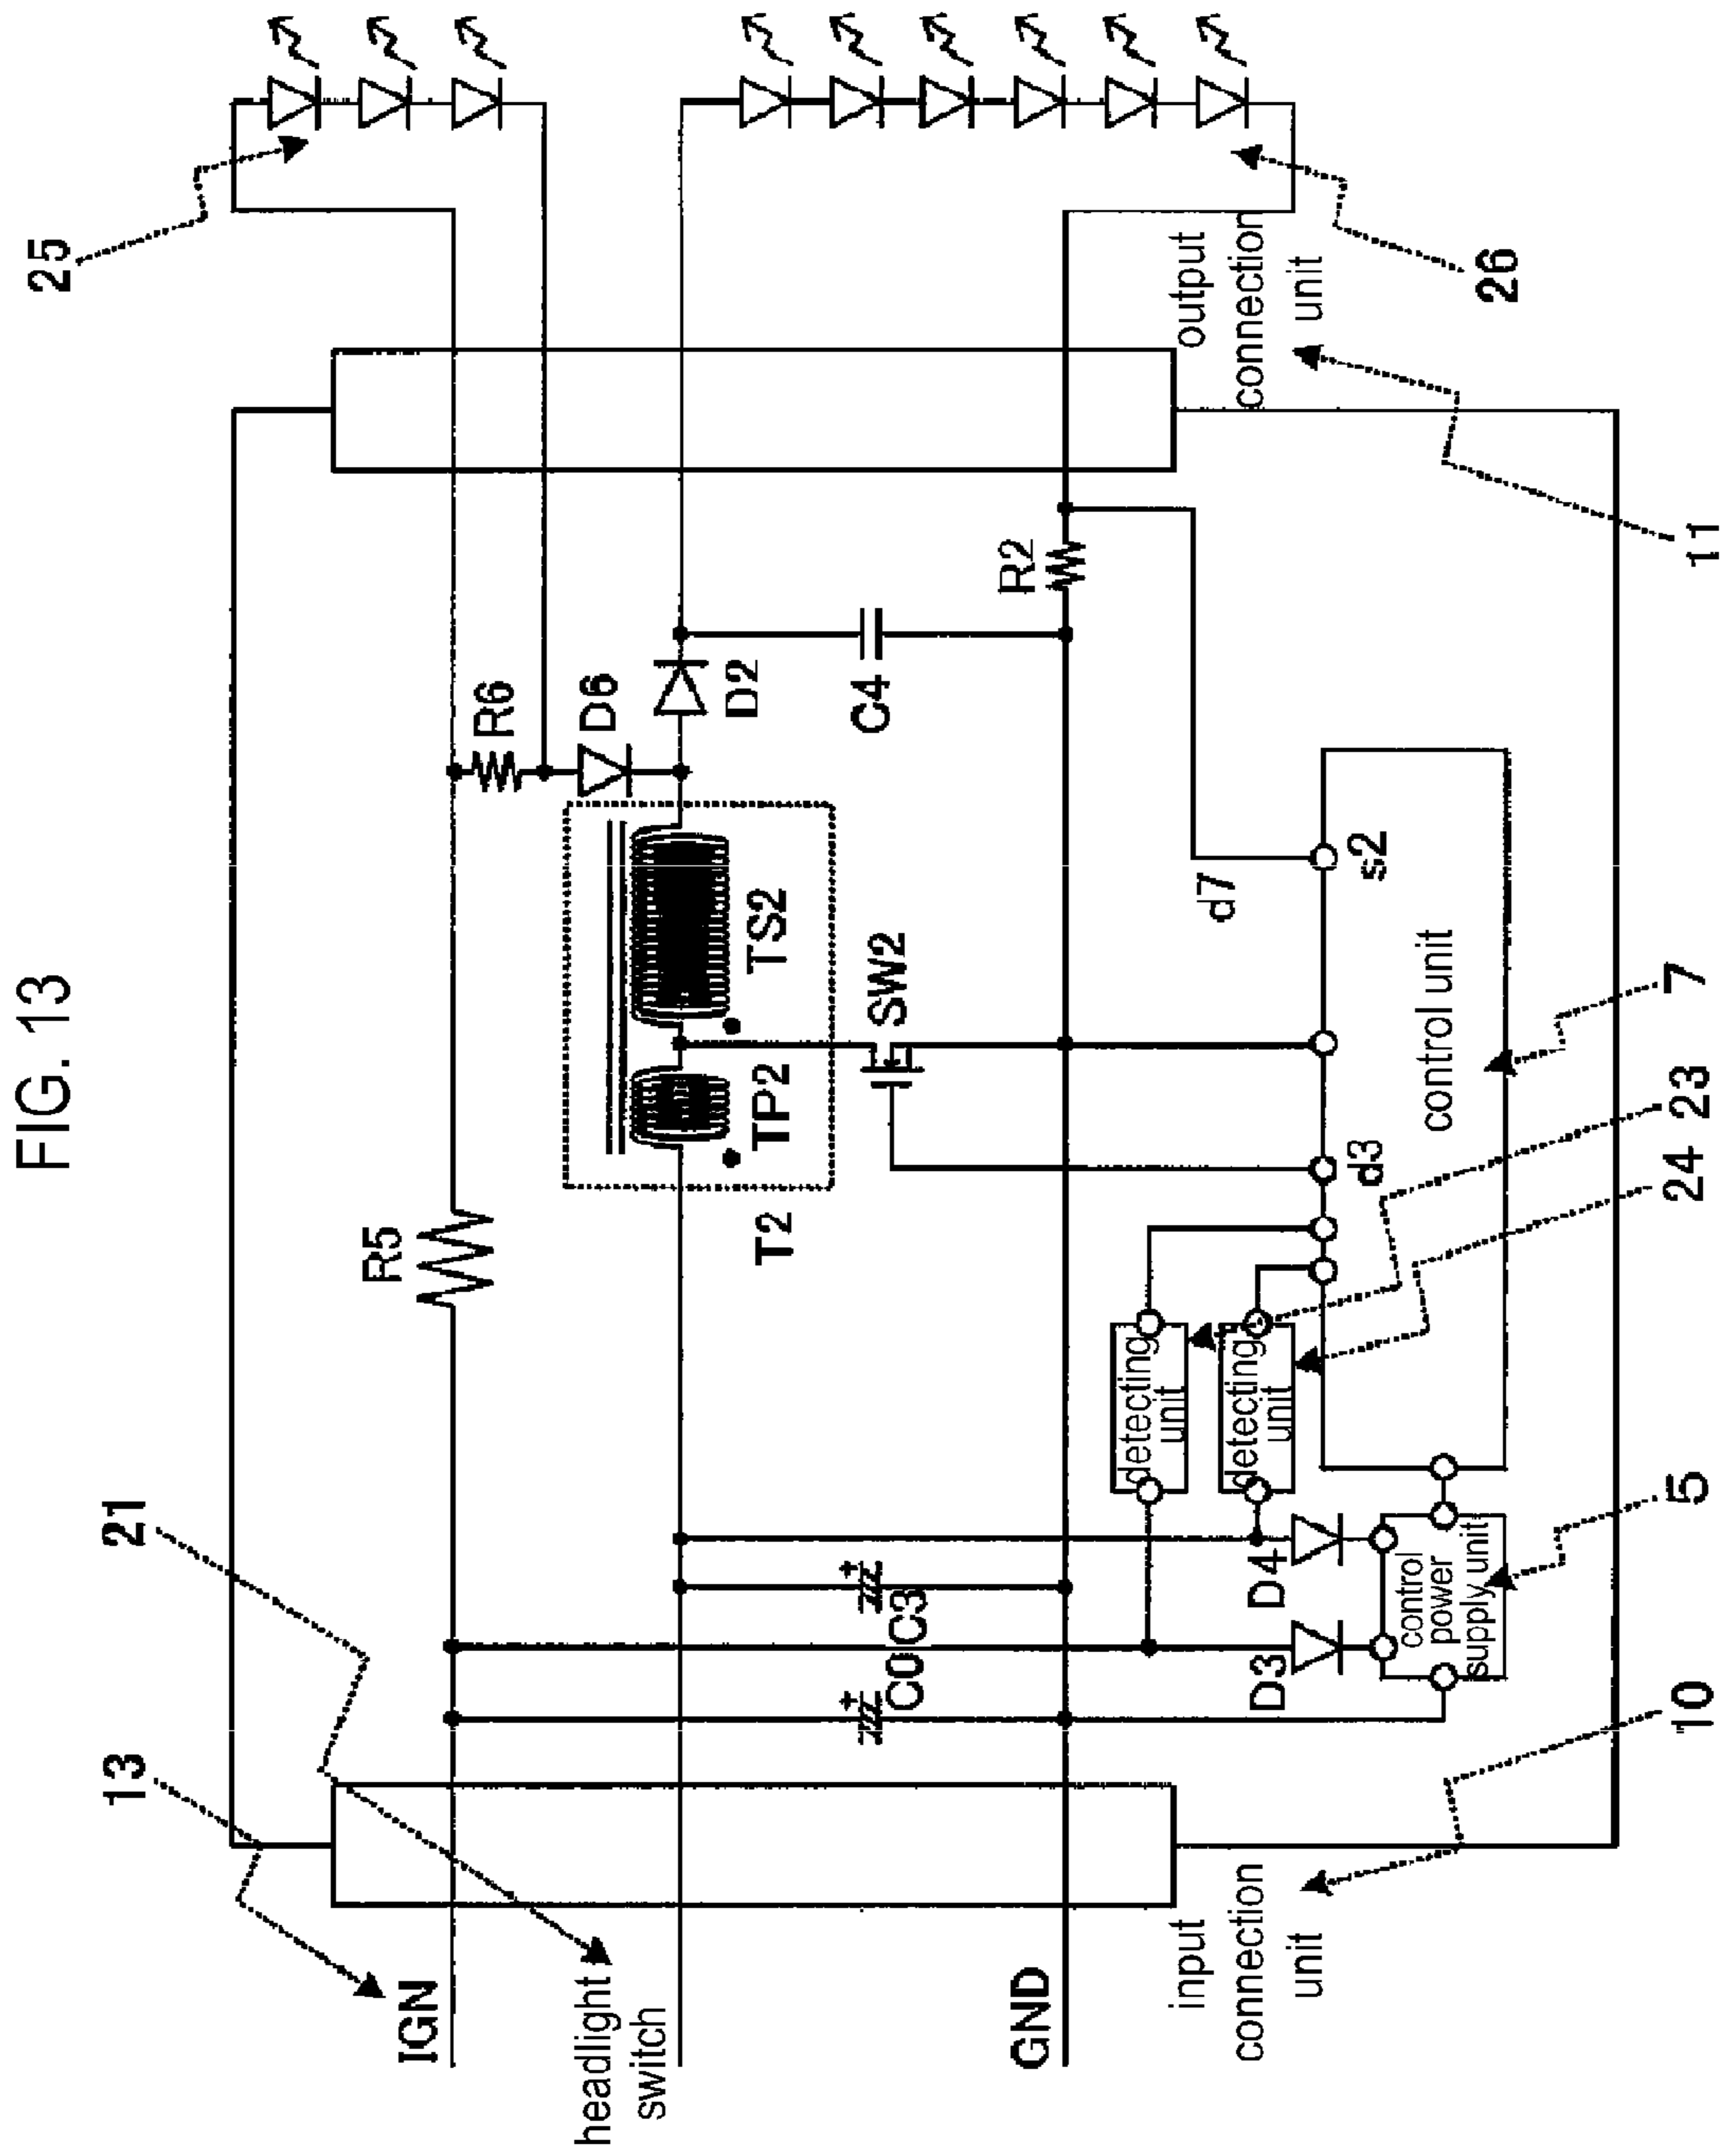 FIG. 13
13
21
25
IGN
R5
R6
D6
headlight
switch
T2
TP2
TS2
D2
C4
SW2
R2
C0
C3
GND
output
connection
unit
26
input
connection
unit
D3
D4
detecting
unit
detecting
unit
d3
d7
s2
control
power
supply unit
control unit
10
5
24
23
7
11